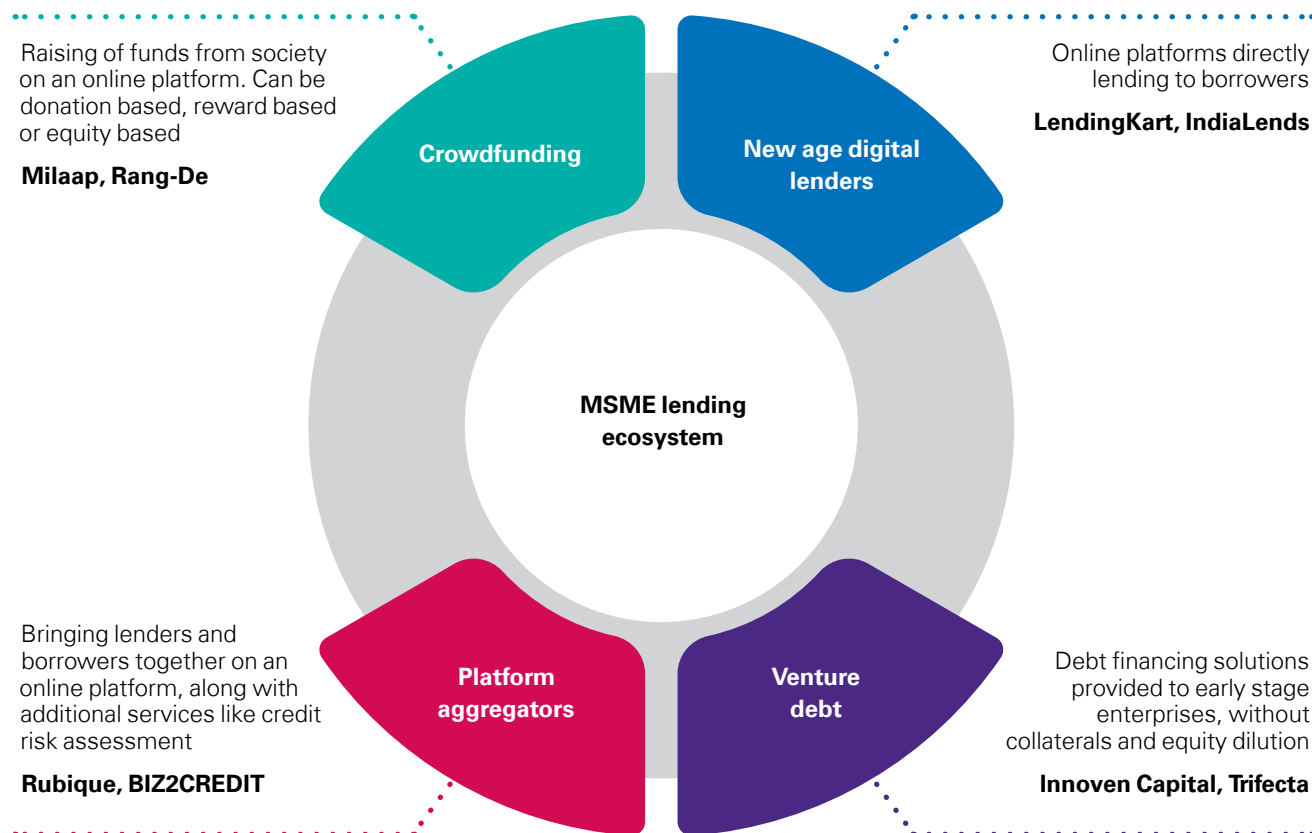 Raising of funds from society
on an online platform. Can be
donation based, reward based
or equity based
Milaap, Rang-De
Crowdfunding
New age digital
lenders
Online platforms directly
lending to borrowers
LendingKart, IndiaLends
MSME lending
ecosystem
Bringing lenders and
borrowers together on an
online platform, along with
additional services like credit
risk assessment
Rubique, BIZ2CREDIT
Platform
aggregators
Venture
debt
Debt financing solutions
provided to early stage
enterprises, without
collaterals and equity dilution
Innoven Capital, Trifecta